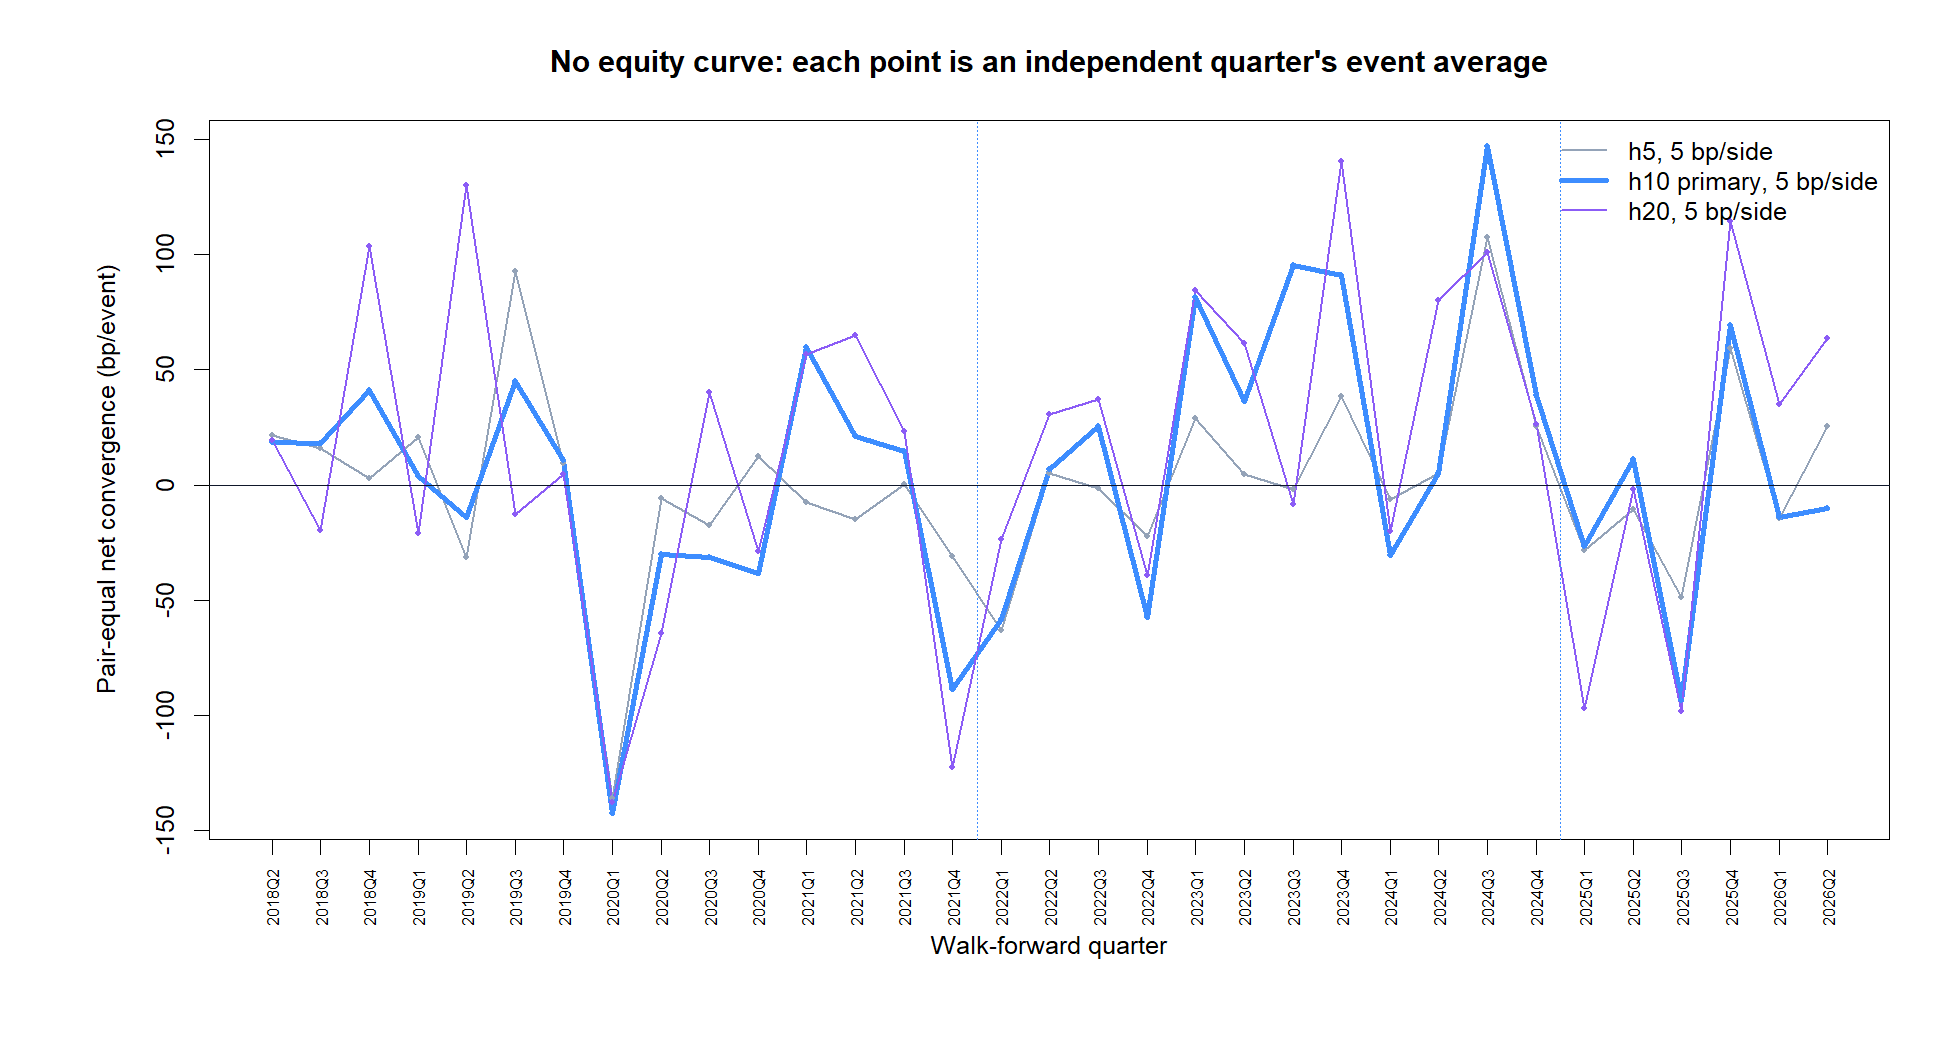 No equity curve: each point is an independent quarter's event average
Pair-equal net convergence (bp/event)
150
100
50
0
-50
-100
-150
h5, 5 bp/side
h10 primary, 5 bp/side
h20, 5 bp/side
2018Q2
2018Q3
2018Q4
2019Q1
2019Q2
2019Q3
2019Q4
2020Q1
2020Q2
2020Q3
2020Q4
2021Q1
2021Q2
2021Q3
2021Q4
2022Q1
2022Q2
2022Q3
2022Q4
2023Q1
2023Q2
2023Q3
2023Q4
2024Q1
2024Q2
2024Q3
2024Q4
2025Q1
2025Q2
2025Q3
2025Q4
2026Q1
2026Q2
Walk-forward quarter